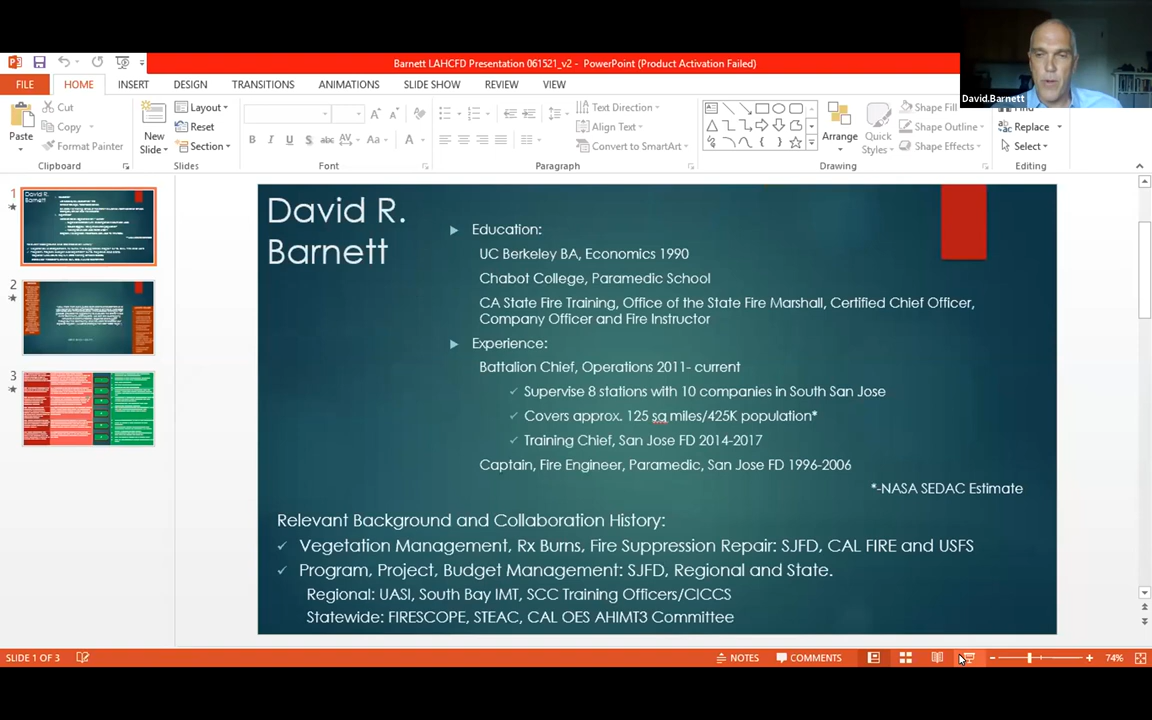 Barnett LAHCFD Presentation 061521_v2 - PowerPoint (Product Activation Failed)
David.Barnett
FILE HOME INSERT DESIGN TRANSITIONS ANIMATIONS SLIDE SHOW REVIEW VIEW
Paste
Cut
Copy
Format Painter
New
Slide
Layout
Reset
Section
B I U S abc AV Aa A
Text Direction
Align Text
Convert to SmartArt
Arrange
Quick
Styles
Shape Fill
Shape Outline
Shape Effects
Find
Replace
Select
Clipboard Slides Font Paragraph Drawing Editing
1
2
3
David R.
Barnett
Education:
UC Berkeley BA, Economics 1990
Chabot College, Paramedic School
CA State Fire Training, Office of the State Fire Marshall, Certified Chief Officer,
Company Officer and Fire Instructor
Experience:
Battalion Chief, Operations 2011- current
Supervise 8 stations with 10 companies in South San Jose
Covers approx. 125 sq miles/425K population*
Training Chief, San Jose FD 2014-2017
Captain, Fire Engineer, Paramedic, San Jose FD 1996-2006
*-NASA SEDAC Estimate
Relevant Background and Collaboration History:
Vegetation Management, Rx Burns, Fire Suppression Repair: SJFD, CAL FIRE and USFS
Program, Project, Budget Management: SJFD, Regional and State.
Regional: UASI, South Bay IMT, SCC Training Officers/CICCS
Statewide: FIRESCOPE, STEAC, CAL OES AHIMT3 Committee
SLIDE 1 OF 3
NOTES COMMENTS 74%